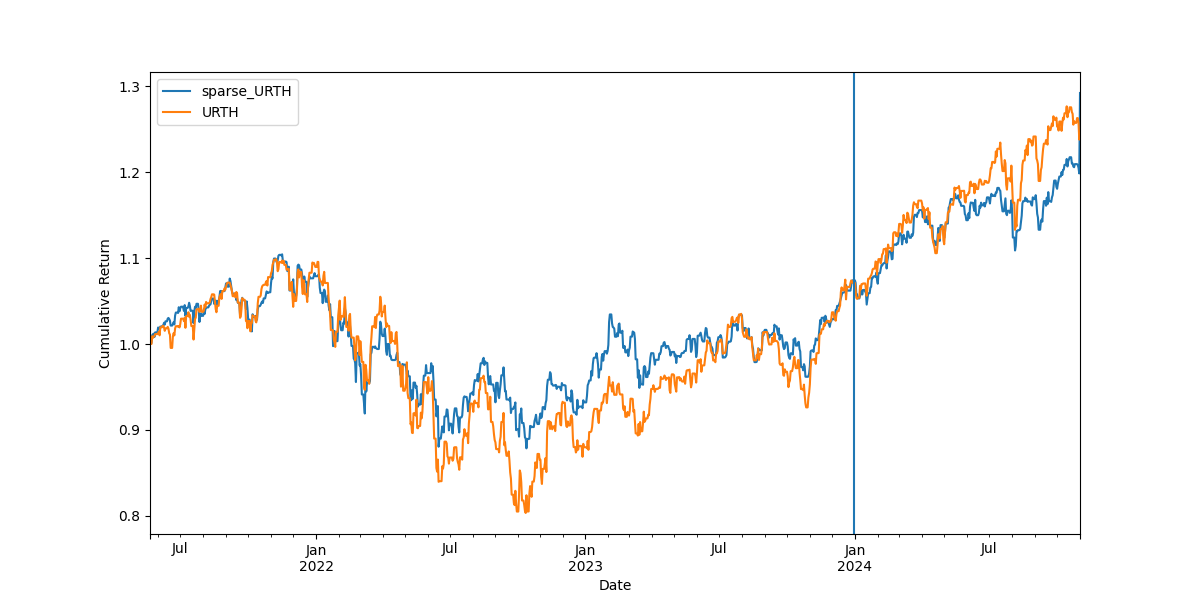 1.3
1.2
1.1
1.0
0.9
0.8
Cumulative Return
sparse_URTH
URTH
Jul
Jan
2022
Jul
Jan
2023
Jul
Jan
2024
Jul
Date